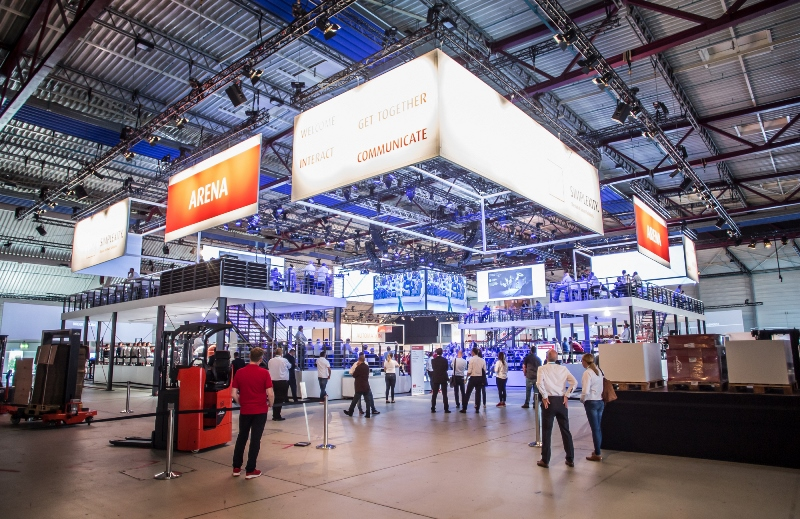 WELCOME
GET TOGETHER
INTERACT
COMMUNICATE
ARENA
ARENA